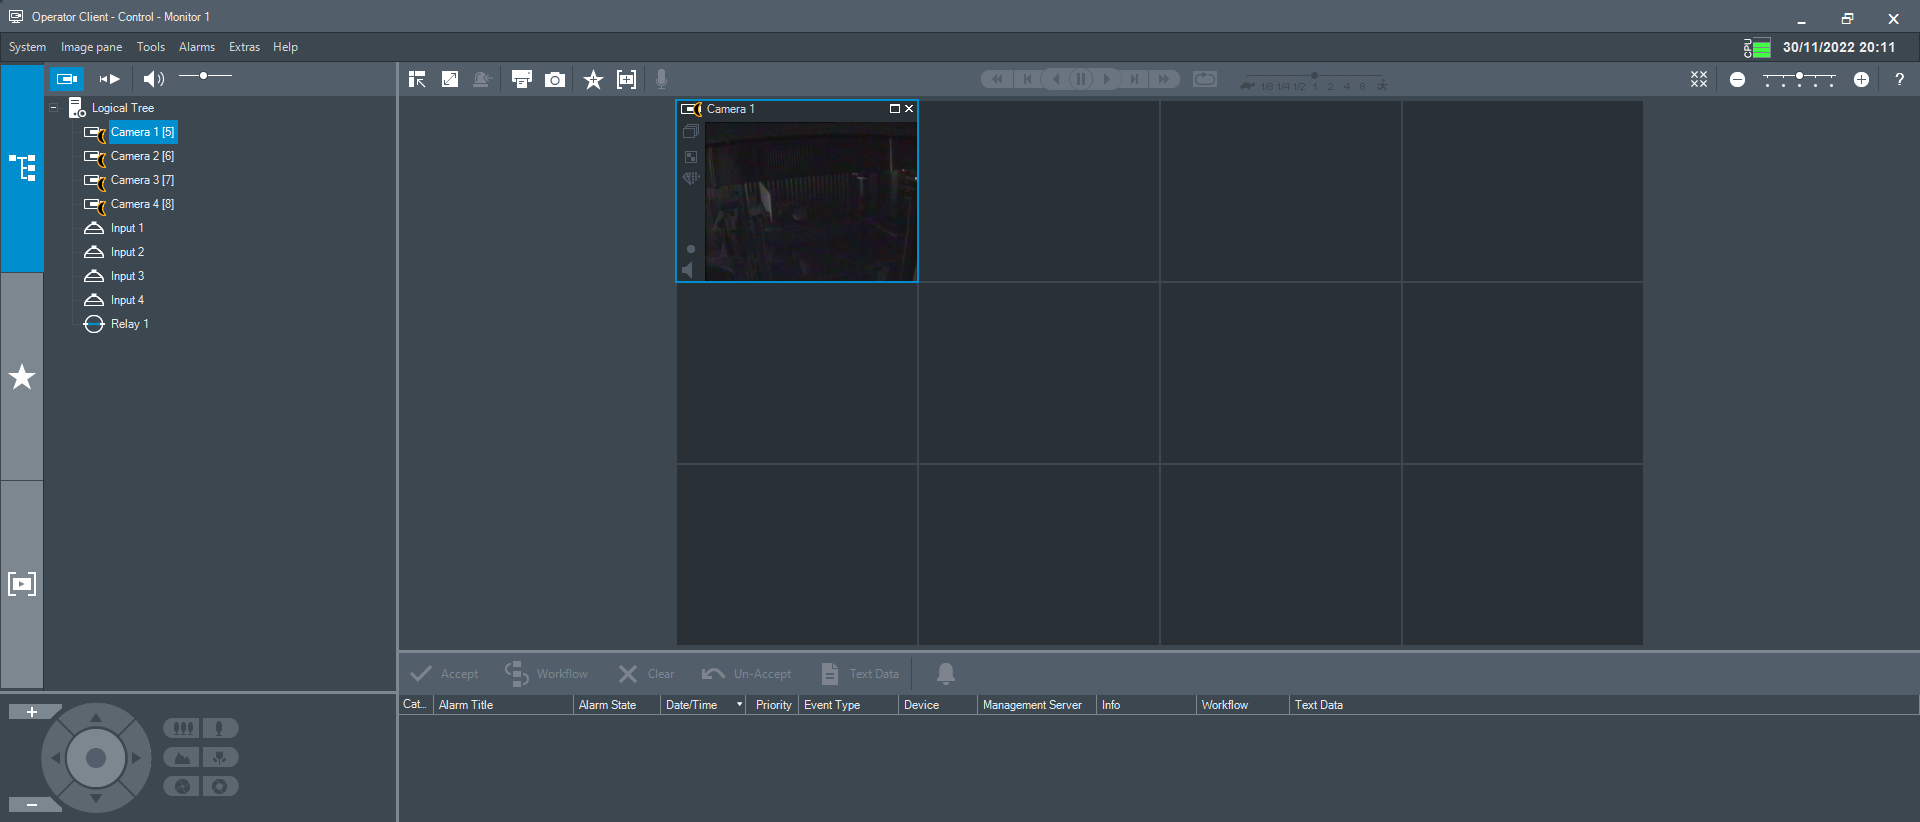 Operator Client - Control - Monitor 1
System Image pane Tools Alarms Extras Help
CPU 30/11/2022 20:11
1/8 1/4 1/2 1 2 4 8
?
Logical Tree
Camera 1 [5]
Camera 2 [6]
Camera 3 [7]
Camera 4 [8]
Input 1
Input 2
Input 3
Input 4
Relay 1
Camera 1
Accept Workflow Clear Un-Accept Text Data
Cat... Alarm Title Alarm State Date/Time Priority Event Type Device Management Server Info Workflow Text Data